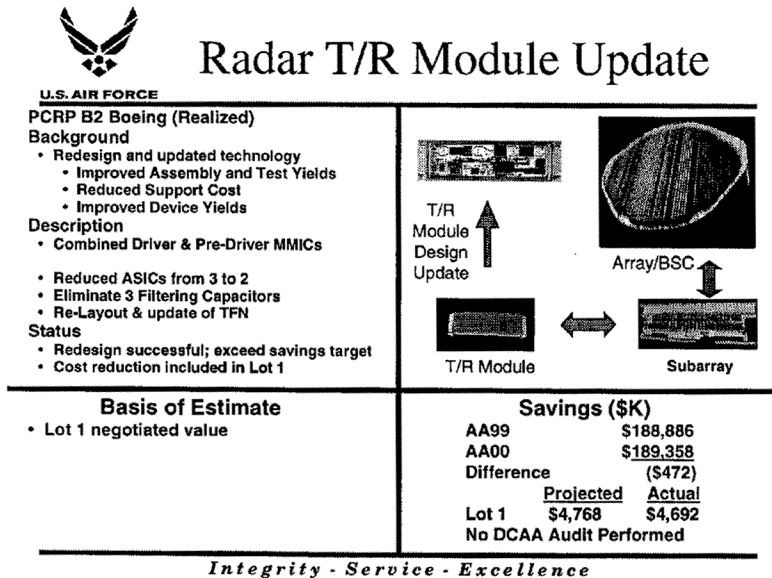 Radar T/R Module Update
U.S. AIR FORCE
PCRP B2 Boeing (Realized)
Background
• Redesign and updated technology
• Improved Assembly and Test Yields
• Reduced Support Cost
• Improved Device Yields
Description
• Combined Driver & Pre-Driver MMICs
• Reduced ASICs from 3 to 2
• Eliminate 3 Filtering Capacitors
• Re-Layout & update of TFN
Status
• Redesign successful; exceed savings target
• Cost reduction included in Lot 1
T/R
Module
Design
Update
Array/BSC
T/R Module
Subarray
Basis of Estimate
• Lot 1 negotiated value
Savings ($K)
AA99 $188,886
AA00 $189,358
Difference ($472)
Projected Actual
Lot 1 $4,768 $4,692
No DCAA Audit Performed
Integrity - Service - Excellence